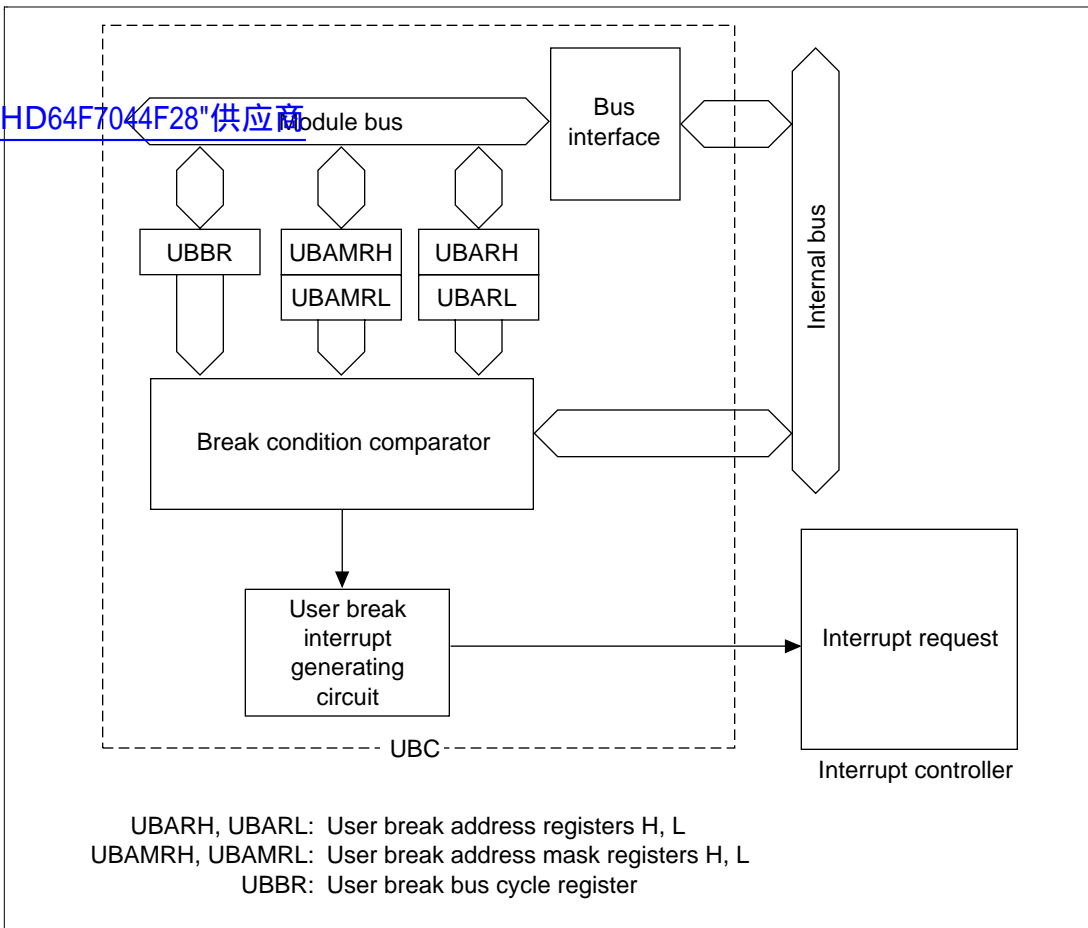 HD64F7044F28"供应商
Module bus
Bus
interface
Internal bus
UBBR
UBAMRH
UBARH
UBAMRL
UBARL
Break condition comparator
User break
interrupt
generating
circuit
Interrupt request
UBC
Interrupt controller
UBARH, UBARL: User break address registers H, L
UBAMRH, UBAMRL: User break address mask registers H, L
UBBR: User break bus cycle register